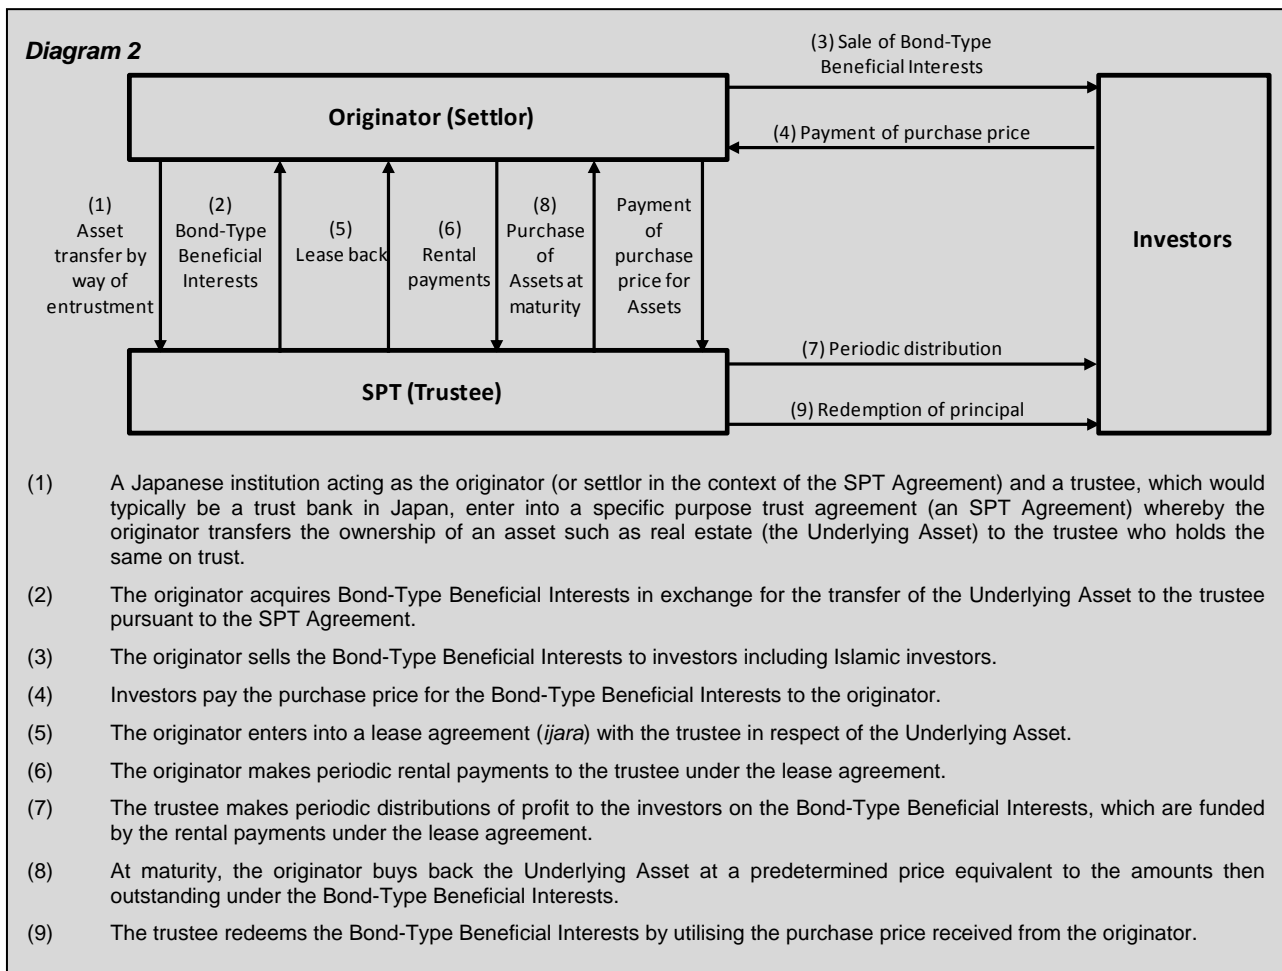 Diagram 2
(3) Sale of Bond-Type
Beneficial Interests
Originator (Settlor)
(4) Payment of purchase price
(1)
Asset
transfer by
way of
entrustment
(2)
Bond-Type
Beneficial
Interests
(5)
Lease back
(6)
Rental
payments
(8)
Purchase
of
Assets at
maturity
Payment
of
purchase
price for
Assets
Investors
(7) Periodic distribution
SPT (Trustee)
(9) Redemption of principal
(1) A Japanese institution acting as the originator (or settlor in the context of the SPT Agreement) and a trustee, which would
typically be a trust bank in Japan, enter into a specific purpose trust agreement (an SPT Agreement) whereby the
originator transfers the ownership of an asset such as real estate (the Underlying Asset) to the trustee who holds the
same on trust.
(2) The originator acquires Bond-Type Beneficial Interests in exchange for the transfer of the Underlying Asset to the trustee
pursuant to the SPT Agreement.
(3) The originator sells the Bond-Type Beneficial Interests to investors including Islamic investors.
(4) Investors pay the purchase price for the Bond-Type Beneficial Interests to the originator.
(5) The originator enters into a lease agreement (ijara) with the trustee in respect of the Underlying Asset.
(6) The originator makes periodic rental payments to the trustee under the lease agreement.
(7) The trustee makes periodic distributions of profit to the investors on the Bond-Type Beneficial Interests, which are funded
by the rental payments under the lease agreement.
(8) At maturity, the originator buys back the Underlying Asset at a predetermined price equivalent to the amounts then
outstanding under the Bond-Type Beneficial Interests.
(9) The trustee redeems the Bond-Type Beneficial Interests by utilising the purchase price received from the originator.